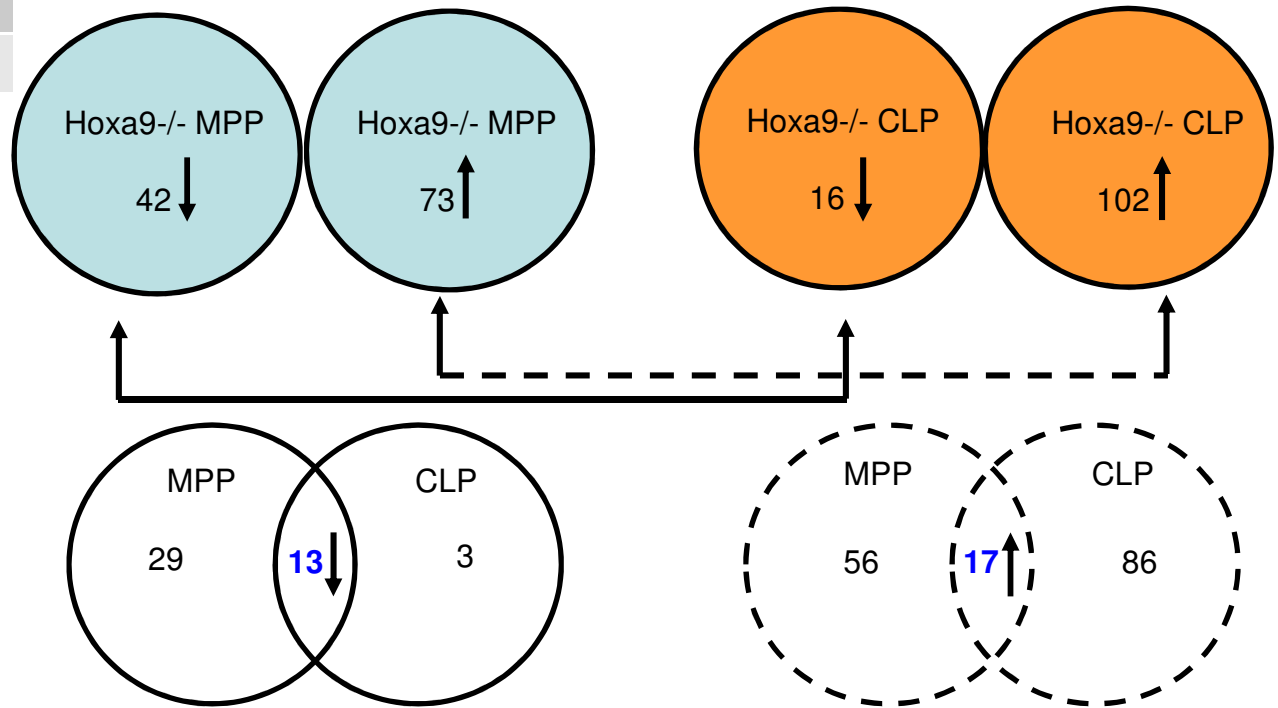 Hoxa9-/- MPP
42
Hoxa9-/- MPP
73
Hoxa9-/- CLP
16
Hoxa9-/- CLP
102
MPP
CLP
29
13
3
MPP
CLP
56
17
86